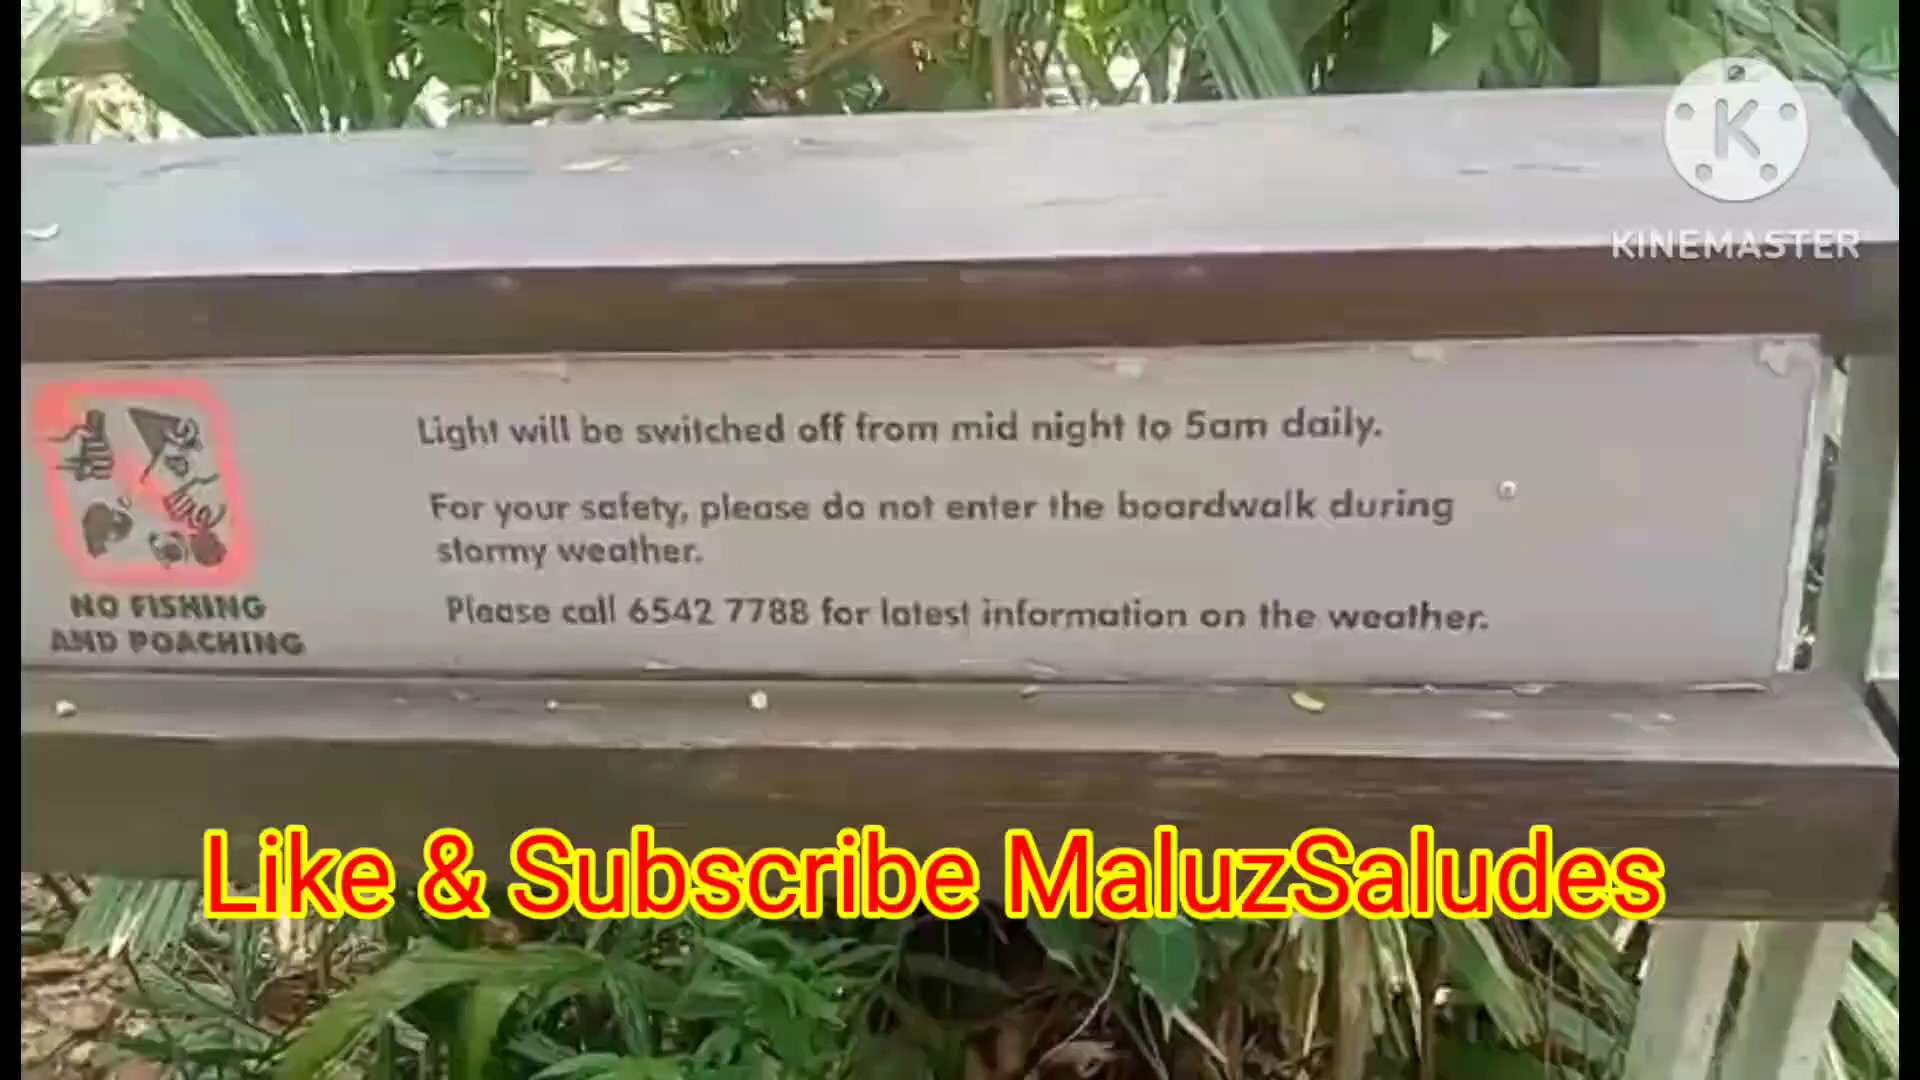 K
KINEMASTER
Light will be switched off from mid night to 5am daily.
For your safety, please do not enter the boardwalk during
stormy weather.
Please call 6542 7788 for latest information on the weather.
NO FISHING
AND POACHING
Like & Subscribe MaluzSaludes